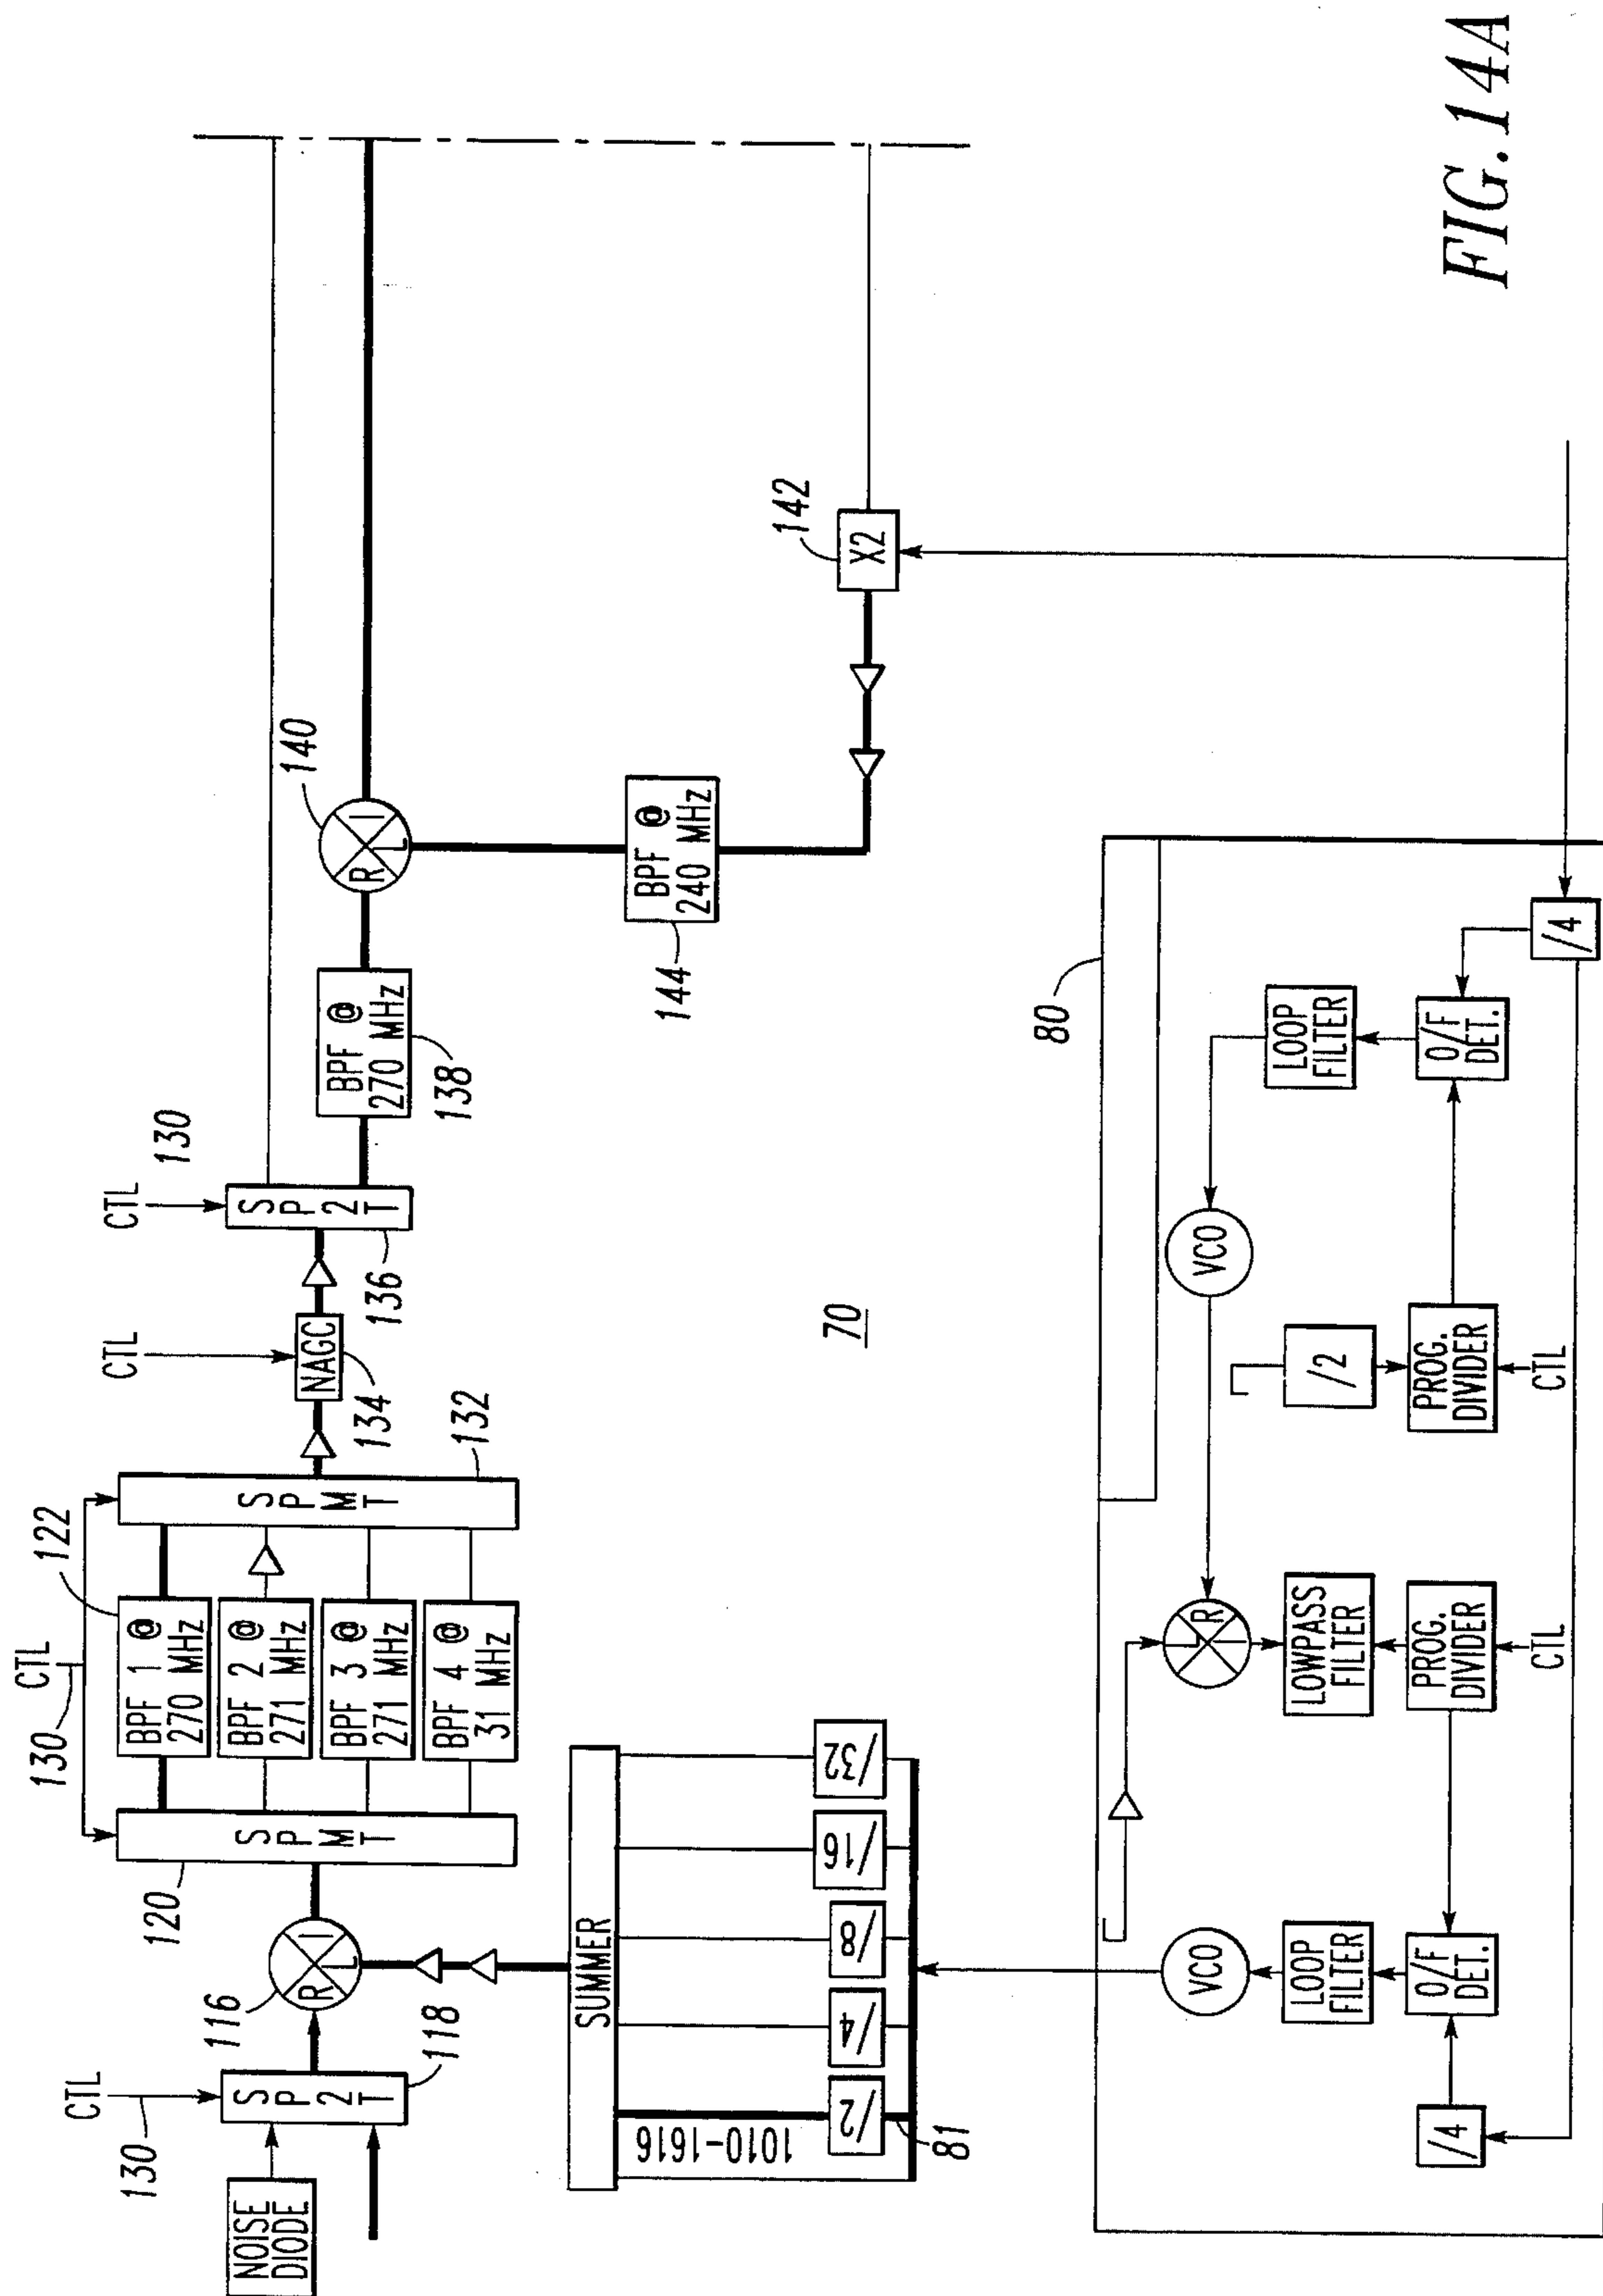 NOISE
DIODE
130
CTL
SP2T
118
116
R
L
I
120
130
CTL
SPMT
BPF 1 @
270 MHz
BPF 2 @
271 MHz
BPF 3 @
271 MHz
BPF 4 @
31 MHz
122
SPMT
132
CTL
NAGC
134
CTL
130
SP2T
136
BPF @
270 MHz
138
140
R
L
I
BPF @
240 MHz
144
X2
142
SUMMER
1010-1616
/2
/4
/8
/16
/32
81
70
80
VCO
LOOP
FILTER
O/F
DET.
/4
L
R
I
LOWPASS
FILTER
PROG.
DIVIDER
CTL
VCO
/2
PROG.
DIVIDER
CTL
LOOP
FILTER
O/F
DET.
/4
FIG.14A